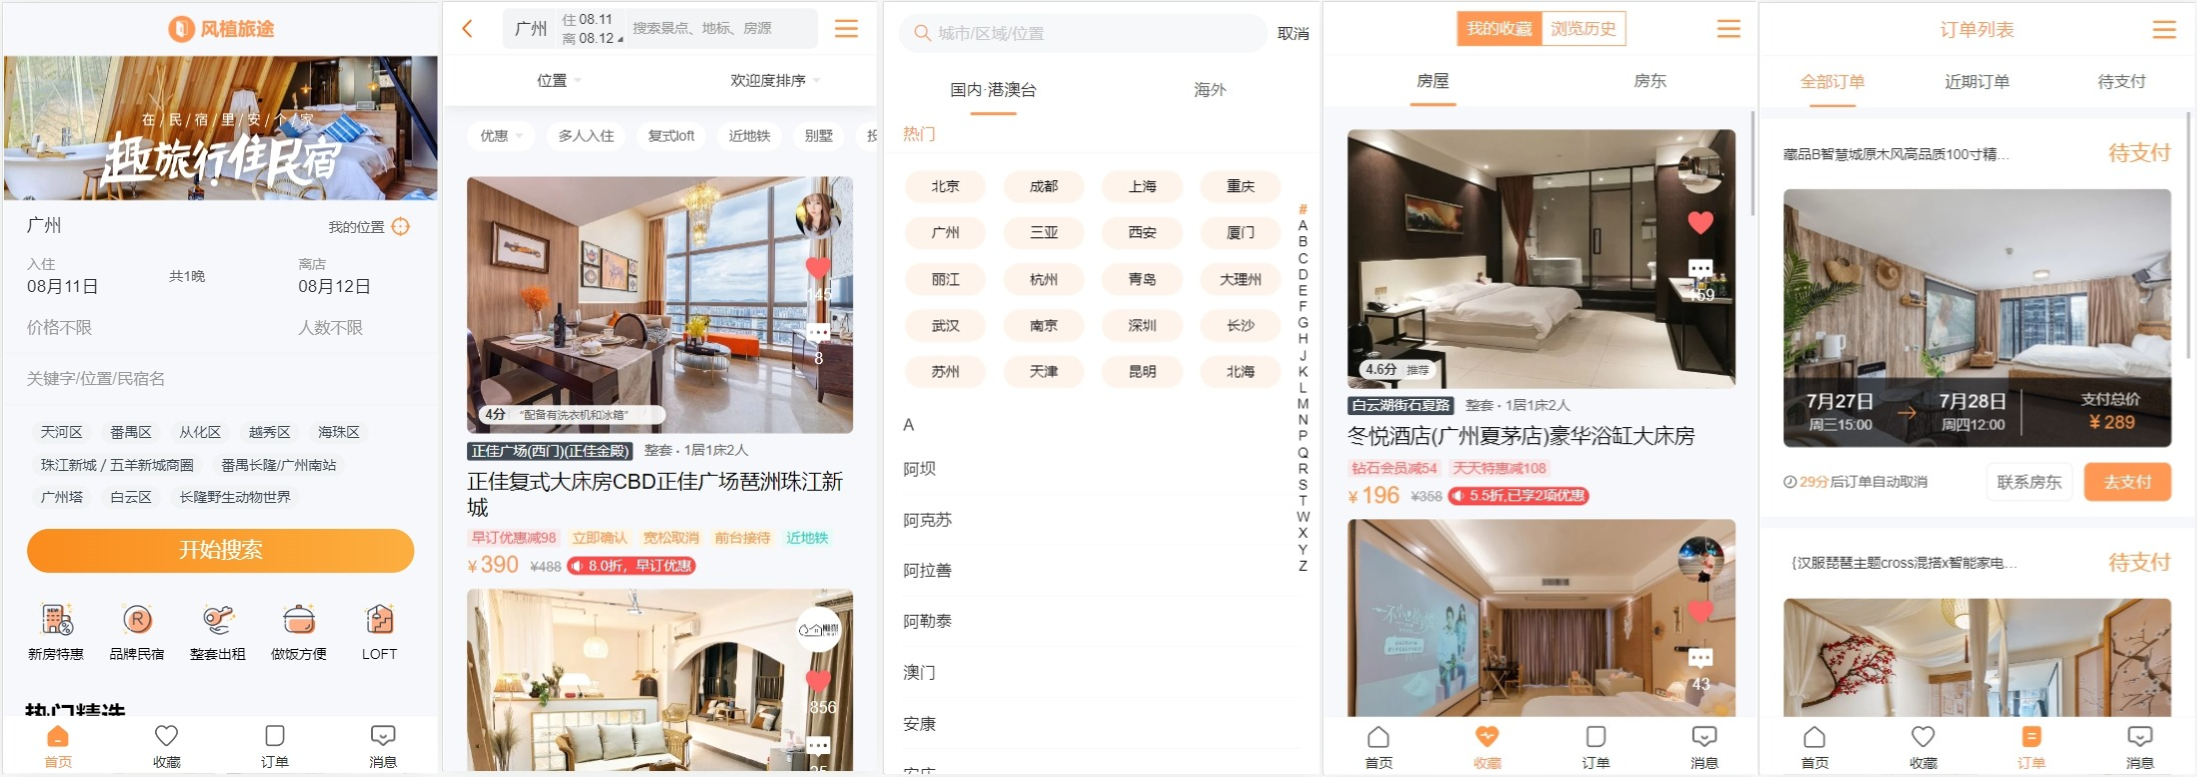 风植旅途
在/民/宿/里/安/个/家
趣旅行住民宿
广州
我的位置
入住
离店
08月11日
共1晚
08月12日
价格不限
人数不限
关键字/位置/民宿名
天河区
番禺区
从化区
越秀区
海珠区
珠江新城 / 五羊新城商圈
番禺长隆/广州南站
广州塔
白云区
长隆野生动物世界
开始搜索
新房特惠
品牌民宿
整套出租
做饭方便
LOFT
热门精选
首页
收藏
订单
消息
广州
住 08.11
离 08.12
搜索景点、地标、房源
位置
欢迎度排序
优惠
多人入住
复式loft
近地铁
别墅
145
8
4分 "配备有洗衣机和冰箱"
正佳广场(西门)(正佳金殿) 整套 · 1居1床2人
正佳复式大床房CBD正佳广场琶洲珠江新
城
早订优惠减98 立即确认 宽松取消 前台接待 近地铁
¥ 390 ¥488 8.0折，早订优惠
856
城市/区域/位置
取消
国内·港澳台
海外
热门
北京
成都
上海
重庆
广州
三亚
西安
厦门
丽江
杭州
青岛
大理州
武汉
南京
深圳
长沙
苏州
天津
昆明
北海
A
阿坝
阿克苏
阿拉善
阿勒泰
澳门
安康
安庆
#
A
B
C
D
E
F
G
H
J
K
L
M
N
P
Q
R
S
T
W
X
Y
Z
我的收藏
浏览历史
房屋
房东
459
4.6分 推荐
白云湖街石夏路 整套 · 1居1床2人
冬悦酒店(广州夏茅店)豪华浴缸大床房
钻石会员减54 天天特惠减108
¥ 196 ¥358 5.5折,已享2项优惠
43
首页
收藏
订单
消息
订单列表
全部订单
近期订单
待支付
藏品B智慧城原木风高品质100寸精...
待支付
7月27日
7月28日
支付总价
周三15:00
周四12:00
¥ 289
29分后订单自动取消
联系房东
去支付
{汉服琵琶主题cross混搭x智能家电...
待支付
首页
收藏
订单
消息